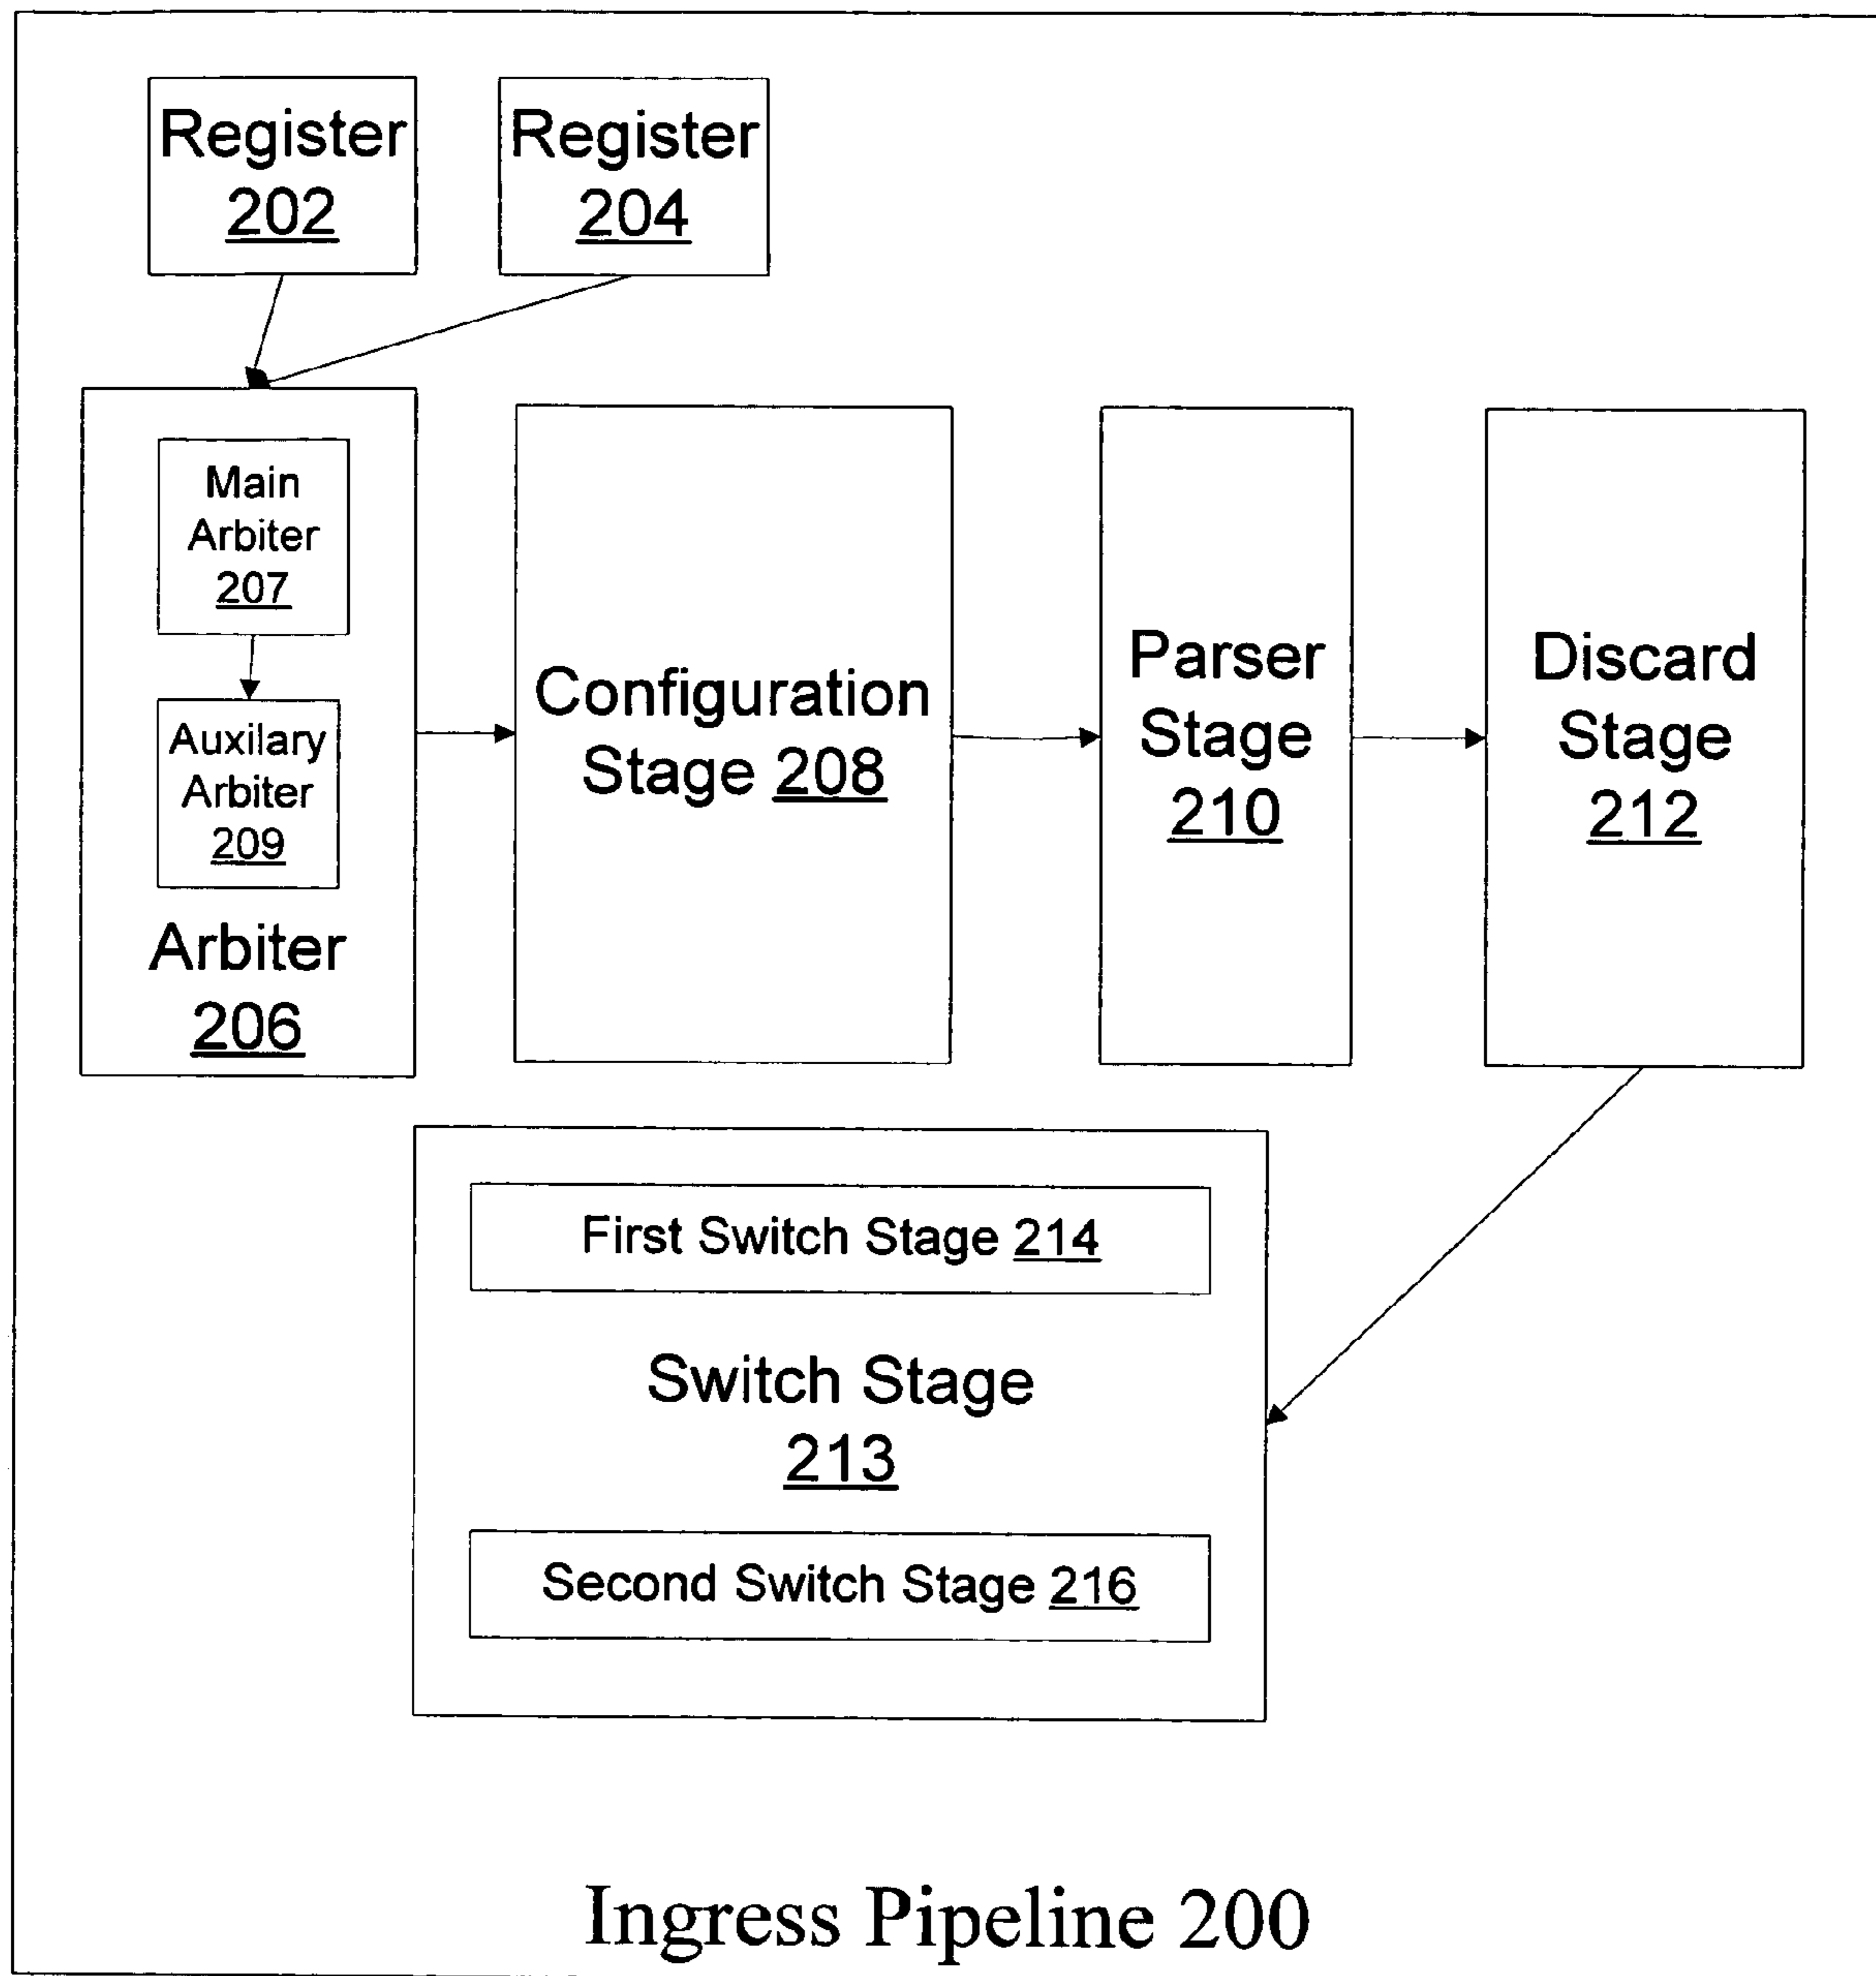 Register
202
Register
204
Main
Arbiter
207
Auxilary
Arbiter
209
Arbiter
206
Configuration
Stage 208
Parser
Stage
210
Discard
Stage
212
First Switch Stage 214
Switch Stage
213
Second Switch Stage 216
Ingress Pipeline 200